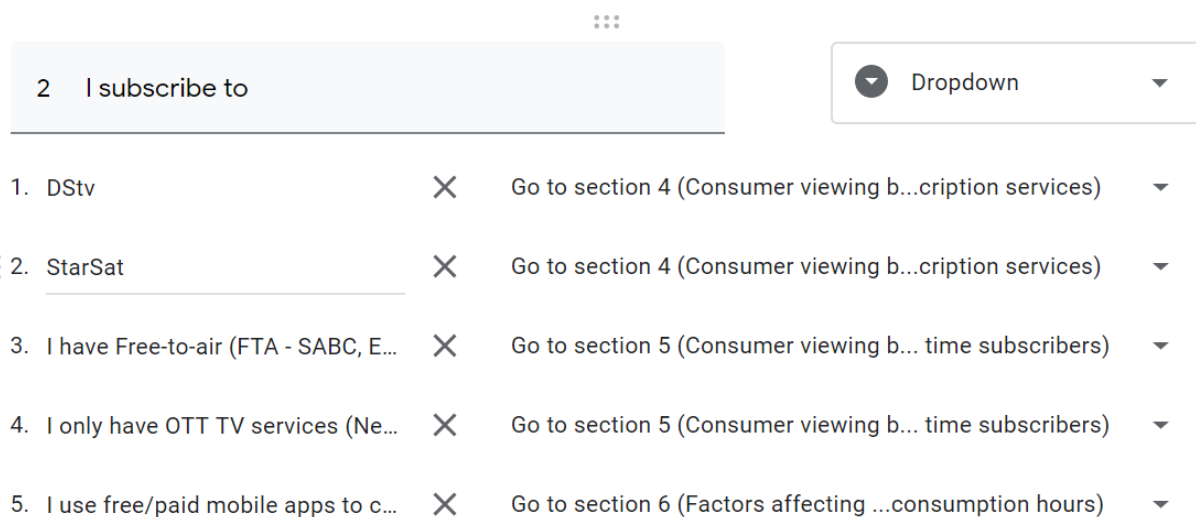 2 I subscribe to
Dropdown
1. DStv
Go to section 4 (Consumer viewing b...cription services)
2. StarSat
Go to section 4 (Consumer viewing b...cription services)
3. I have Free-to-air (FTA - SABC, E...
Go to section 5 (Consumer viewing b... time subscribers)
4. I only have OTT TV services (Ne...
Go to section 5 (Consumer viewing b... time subscribers)
5. I use free/paid mobile apps to c...
Go to section 6 (Factors affecting ...consumption hours)